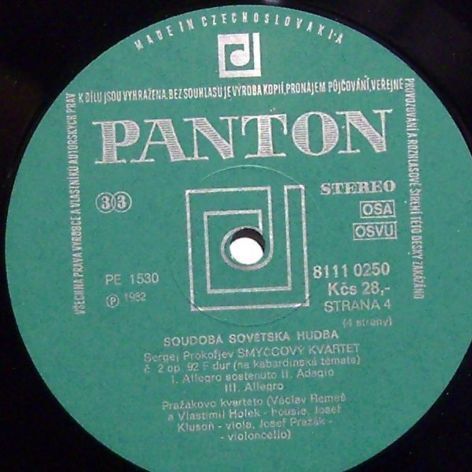 MADE IN CZECHOSLOVAKIA
VŠECHNA PRÁVA VÝROBCE A VLASTNÍKŮ AUTORSKÝCH PRÁV K DÍLU JSOU VYHRAŽENA, BEZ SOUHLASU JE VÝROBA KOPIÍ, PRONÁJEM PŮJČOVÁNÍ, VEŘEJNÉ PROVOZOVÁNÍ A ROZHLASOVÉ ŠÍŘENÍ TÉTO DESKY ZAKÁZÁNO
PANTON
33
STEREO
OSA
OSVU
PE 1530
8111 0250
℗ 1982
Kčs 28,-
STRANA 4
(4 strany)
SOUDOBÁ SOVĚTSKÁ HUDBA
Sergej Prokofjev SMYČCOVÝ KVARTET
č. 2 op. 92 F dur (na kabardinská témata)
I. Allegro sostenuto II. Adagio
III. Allegro
Pražákovo kvarteto (Václav Remeš
a Vlastimil Holek - housle, Josef
Klusoň - viola, Josef Pražák -
- violoncello)